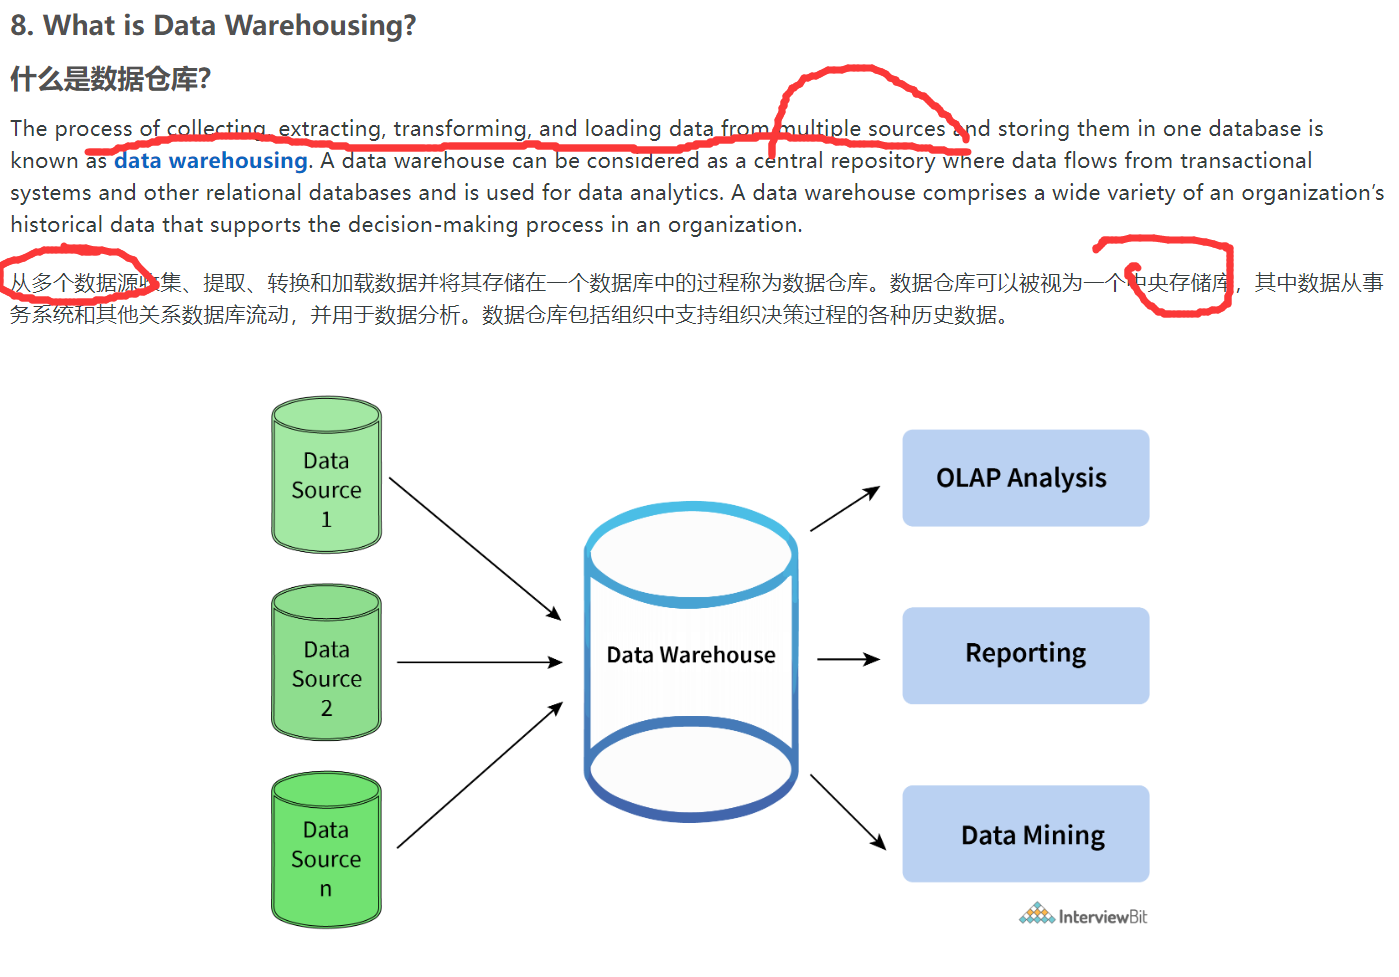 8. What is Data Warehousing?
什么是数据仓库?
The process of collecting, extracting, transforming, and loading data from multiple sources and storing them in one database is
known as data warehousing. A data warehouse can be considered as a central repository where data flows from transactional
systems and other relational databases and is used for data analytics. A data warehouse comprises a wide variety of an organization’s
historical data that supports the decision-making process in an organization.
从多个数据源收集、提取、转换和加载数据并将其存储在一个数据库中的过程称为数据仓库。数据仓库可以被视为一个中央存储库，其中数据从事
务系统和其他关系数据库流动，并用于数据分析。数据仓库包括组织中支持组织决策过程的各种历史数据。
Data
Source
1
Data
Source
2
Data
Source
n
Data Warehouse
OLAP Analysis
Reporting
Data Mining
InterviewBit